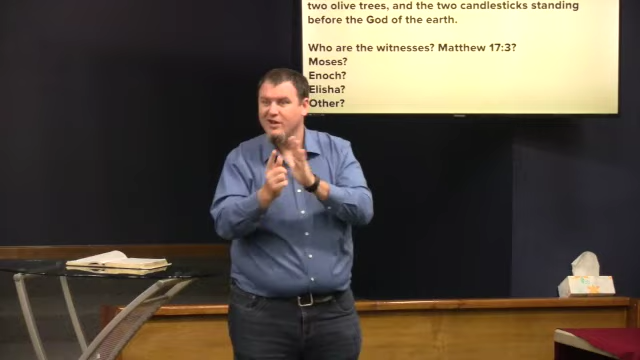 two olive trees, and the two candlesticks standing
before the God of the earth.
Who are the witnesses? Matthew 17:3?
Moses?
Enoch?
Elisha?
Other?